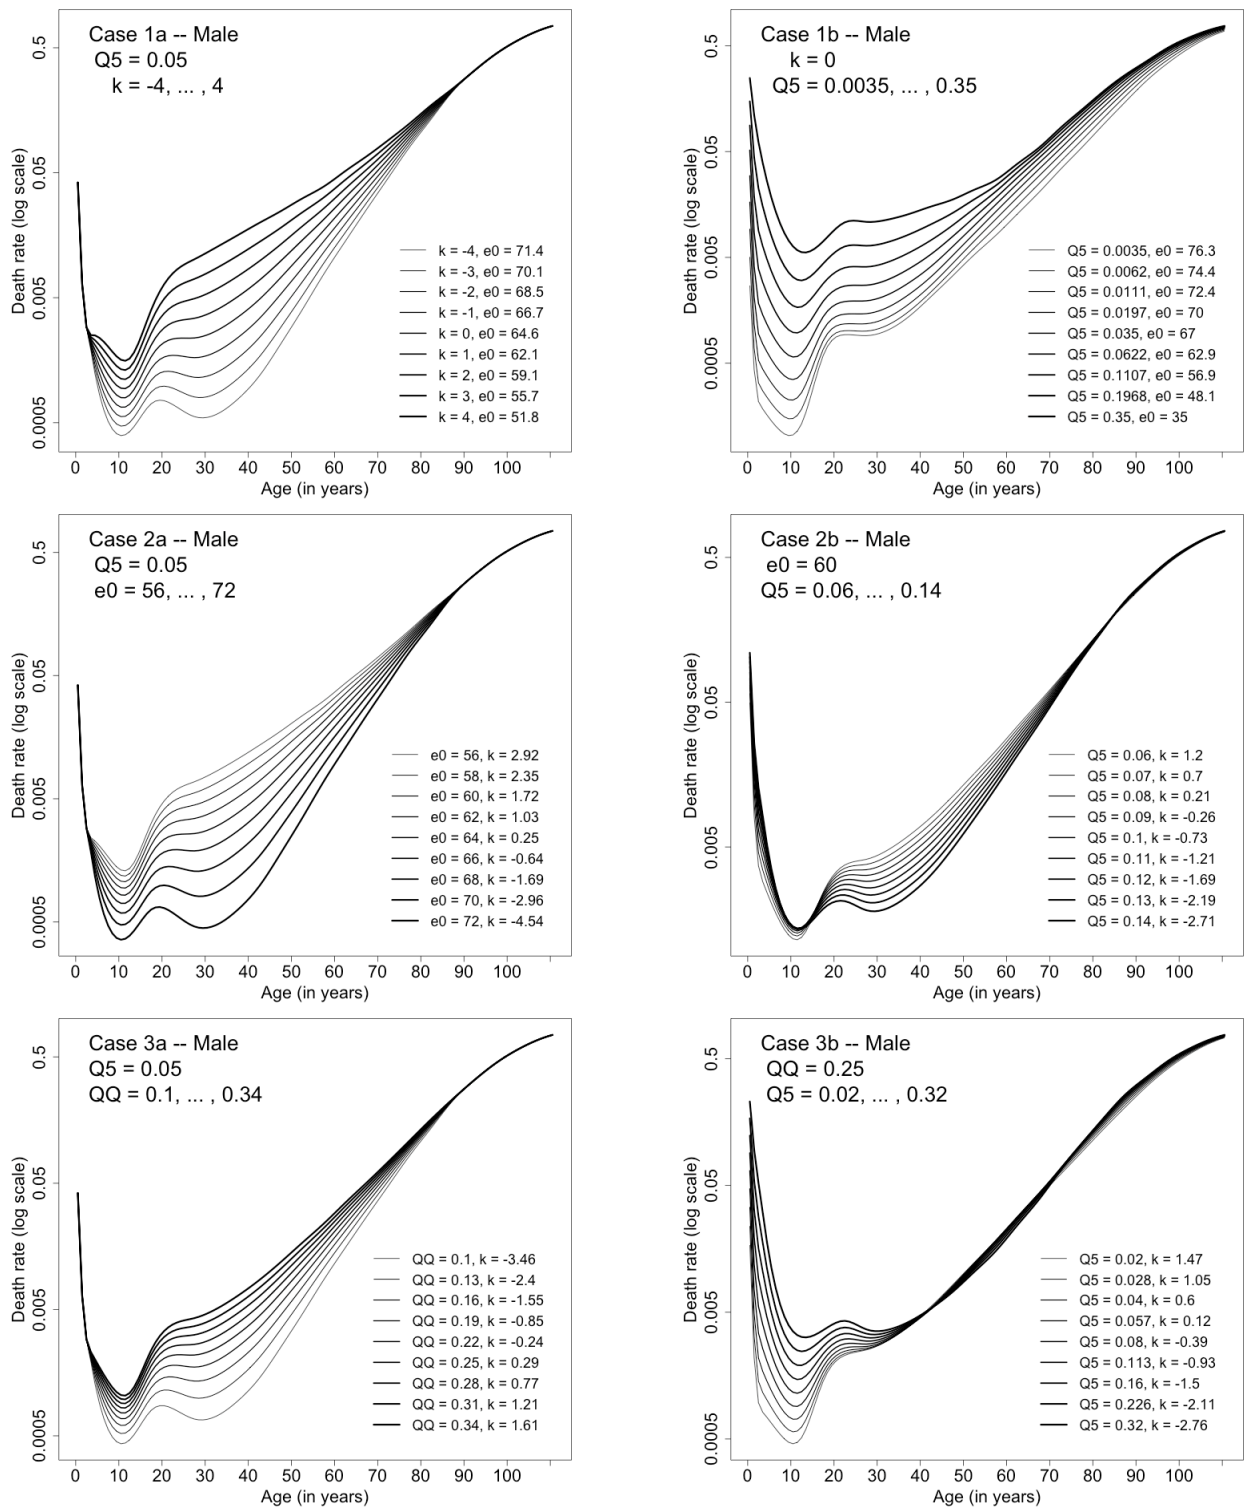 Case 1a -- Male
Q5 = 0.05
k = -4, ... , 4
Death rate (log scale)
0.5
0.05
0.005
0.0005
k = -4, e0 = 71.4
k = -3, e0 = 70.1
k = -2, e0 = 68.5
k = -1, e0 = 66.7
k = 0, e0 = 64.6
k = 1, e0 = 62.1
k = 2, e0 = 59.1
k = 3, e0 = 55.7
k = 4, e0 = 51.8
0 10 20 30 40 50 60 70 80 90 100
Age (in years)
Case 1b -- Male
k = 0
Q5 = 0.0035, ... , 0.35
Death rate (log scale)
0.5
0.05
0.005
0.0005
Q5 = 0.0035, e0 = 76.3
Q5 = 0.0062, e0 = 74.4
Q5 = 0.0111, e0 = 72.4
Q5 = 0.0197, e0 = 70
Q5 = 0.035, e0 = 67
Q5 = 0.0622, e0 = 62.9
Q5 = 0.1107, e0 = 56.9
Q5 = 0.1968, e0 = 48.1
Q5 = 0.35, e0 = 35
0 10 20 30 40 50 60 70 80 90 100
Age (in years)
Case 2a -- Male
Q5 = 0.05
e0 = 56, ... , 72
Death rate (log scale)
0.5
0.05
0.005
0.0005
e0 = 56, k = 2.92
e0 = 58, k = 2.35
e0 = 60, k = 1.72
e0 = 62, k = 1.03
e0 = 64, k = 0.25
e0 = 66, k = -0.64
e0 = 68, k = -1.69
e0 = 70, k = -2.96
e0 = 72, k = -4.54
0 10 20 30 40 50 60 70 80 90 100
Age (in years)
Case 2b -- Male
e0 = 60
Q5 = 0.06, ... , 0.14
Death rate (log scale)
0.5
0.05
0.005
Q5 = 0.06, k = 1.2
Q5 = 0.07, k = 0.7
Q5 = 0.08, k = 0.21
Q5 = 0.09, k = -0.26
Q5 = 0.1, k = -0.73
Q5 = 0.11, k = -1.21
Q5 = 0.12, k = -1.69
Q5 = 0.13, k = -2.19
Q5 = 0.14, k = -2.71
0 10 20 30 40 50 60 70 80 90 100
Age (in years)
Case 3a -- Male
Q5 = 0.05
QQ = 0.1, ... , 0.34
Death rate (log scale)
0.5
0.05
0.005
0.0005
QQ = 0.1, k = -3.46
QQ = 0.13, k = -2.4
QQ = 0.16, k = -1.55
QQ = 0.19, k = -0.85
QQ = 0.22, k = -0.24
QQ = 0.25, k = 0.29
QQ = 0.28, k = 0.77
QQ = 0.31, k = 1.21
QQ = 0.34, k = 1.61
0 10 20 30 40 50 60 70 80 90 100
Age (in years)
Case 3b -- Male
QQ = 0.25
Q5 = 0.02, ... , 0.32
Death rate (log scale)
0.5
0.05
0.005
0.0005
Q5 = 0.02, k = 1.47
Q5 = 0.028, k = 1.05
Q5 = 0.04, k = 0.6
Q5 = 0.057, k = 0.12
Q5 = 0.08, k = -0.39
Q5 = 0.113, k = -0.93
Q5 = 0.16, k = -1.5
Q5 = 0.226, k = -2.11
Q5 = 0.32, k = -2.76
0 10 20 30 40 50 60 70 80 90 100
Age (in years)